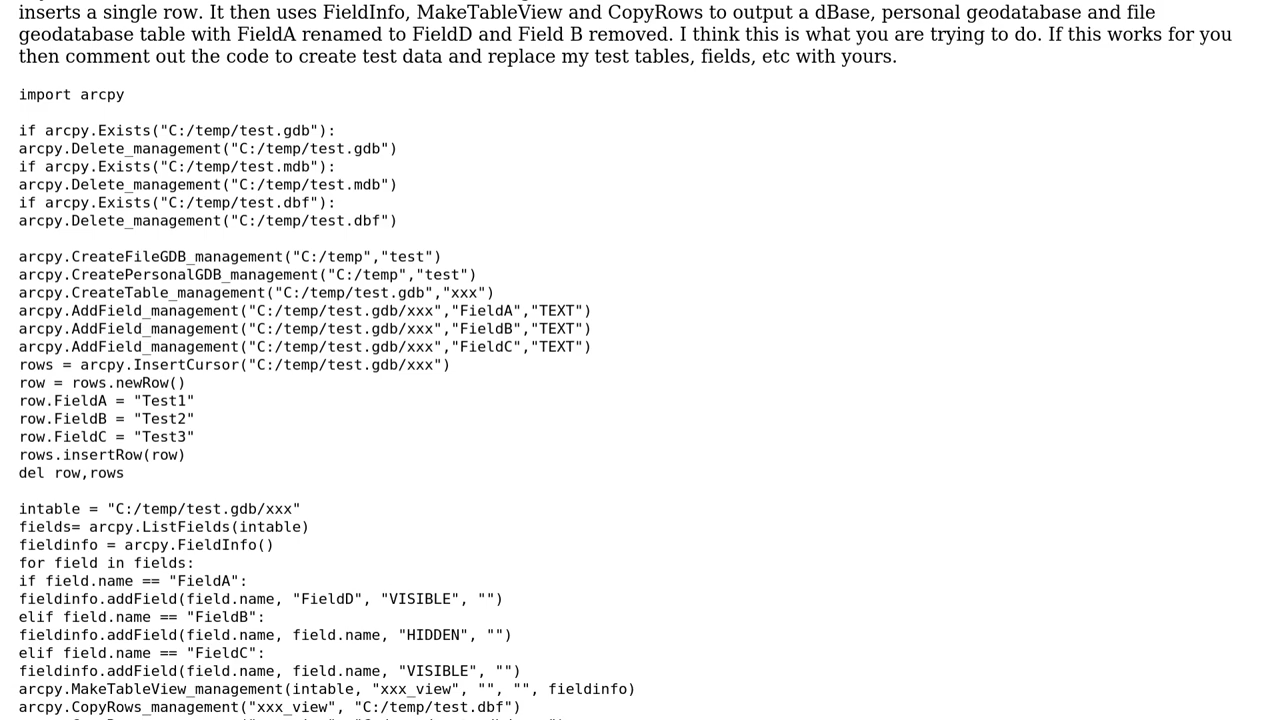 inserts a single row. It then uses FieldInfo, MakeTableView and CopyRows to output a dBase, personal geodatabase and file
geodatabase table with FieldA renamed to FieldD and Field B removed. I think this is what you are trying to do. If this works for you
then comment out the code to create test data and replace my test tables, fields, etc with yours.
import arcpy
if arcpy.Exists("C:/temp/test.gdb"):
arcpy.Delete_management("C:/temp/test.gdb")
if arcpy.Exists("C:/temp/test.mdb"):
arcpy.Delete_management("C:/temp/test.mdb")
if arcpy.Exists("C:/temp/test.dbf"):
arcpy.Delete_management("C:/temp/test.dbf")
arcpy.CreateFileGDB_management("C:/temp","test")
arcpy.CreatePersonalGDB_management("C:/temp","test")
arcpy.CreateTable_management("C:/temp/test.gdb","xxx")
arcpy.AddField_management("C:/temp/test.gdb/xxx","FieldA","TEXT")
arcpy.AddField_management("C:/temp/test.gdb/xxx","FieldB","TEXT")
arcpy.AddField_management("C:/temp/test.gdb/xxx","FieldC","TEXT")
rows = arcpy.InsertCursor("C:/temp/test.gdb/xxx")
row = rows.newRow()
row.FieldA = "Test1"
row.FieldB = "Test2"
row.FieldC = "Test3"
rows.insertRow(row)
del row,rows
intable = "C:/temp/test.gdb/xxx"
fields= arcpy.ListFields(intable)
fieldinfo = arcpy.FieldInfo()
for field in fields:
if field.name == "FieldA":
fieldinfo.addField(field.name, "FieldD", "VISIBLE", "")
elif field.name == "FieldB":
fieldinfo.addField(field.name, field.name, "HIDDEN", "")
elif field.name == "FieldC":
fieldinfo.addField(field.name, field.name, "VISIBLE", "")
arcpy.MakeTableView_management(intable, "xxx_view", "", "", fieldinfo)
arcpy.CopyRows_management("xxx_view", "C:/temp/test.dbf")